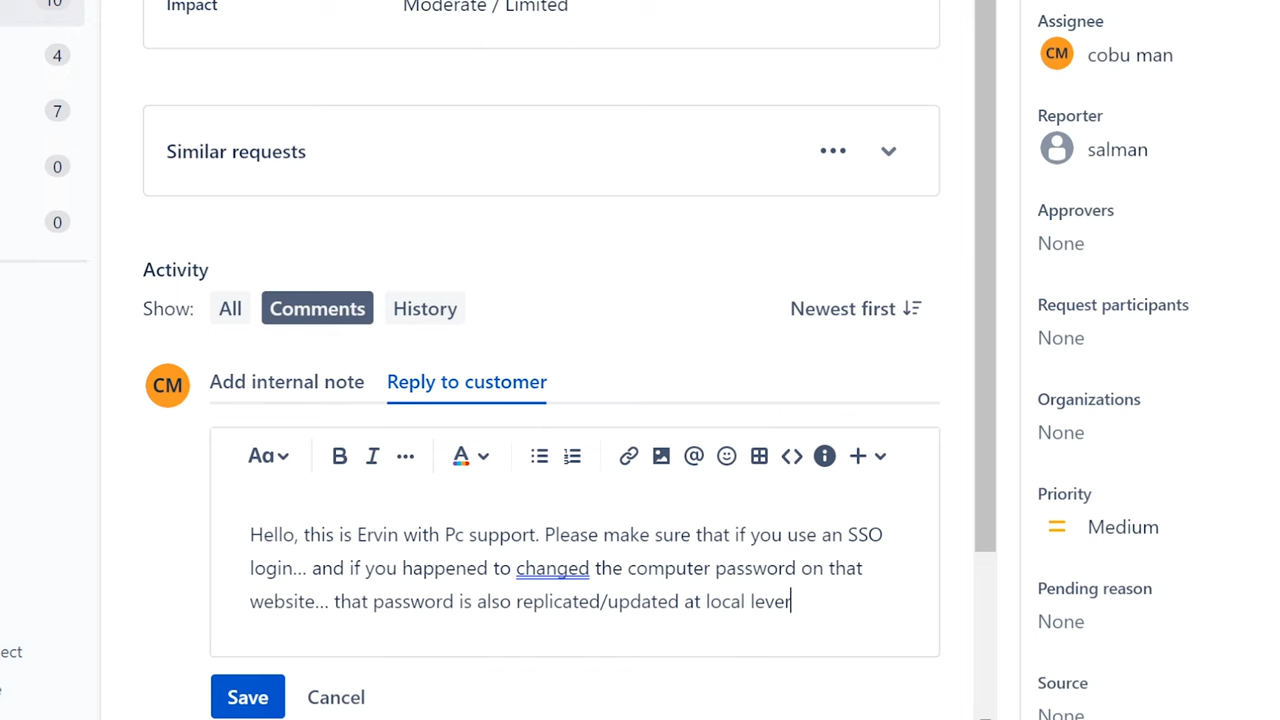 10
4
7
0
0
ect
Impact Moderate / Limited
Similar requests
Activity
Show: All Comments History Newest first
CM Add internal note Reply to customer
Aa B I ... A
Hello, this is Ervin with Pc support. Please make sure that if you use an SSO
login... and if you happened to changed the computer password on that
website... that password is also replicated/updated at local lever
Save Cancel
Assignee
CM cobu man
Reporter
salman
Approvers
None
Request participants
None
Organizations
None
Priority
Medium
Pending reason
None
Source
None